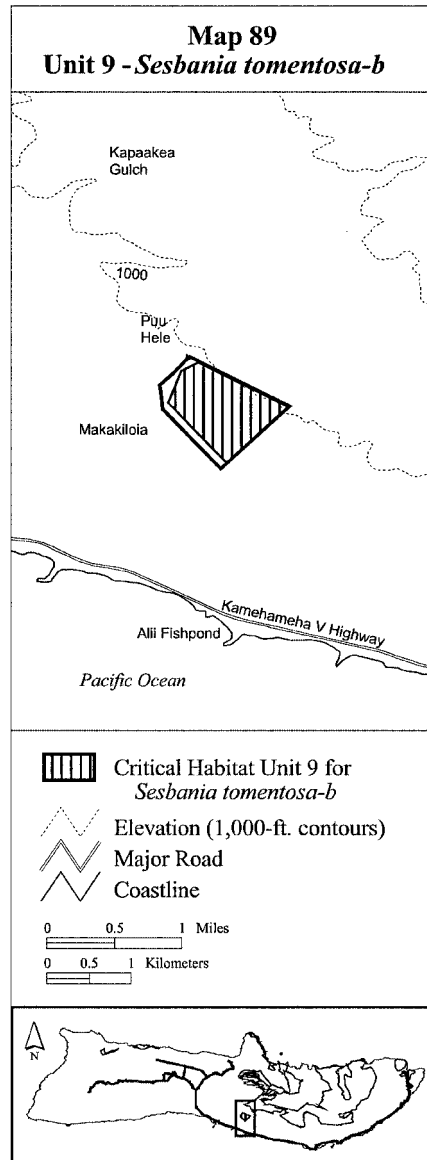 Map 89
Unit 9 - Sesbania tomentosa-b
Kapaakea
Gulch
1000
Puu
Hele
Makakiloia
Kamehameha V Highway
Alii Fishpond
Pacific Ocean
Critical Habitat Unit 9 for
Sesbania tomentosa-b
Elevation (1,000-ft. contours)
Major Road
Coastline
0 0.5 1 Miles
0 0.5 1 Kilometers
N